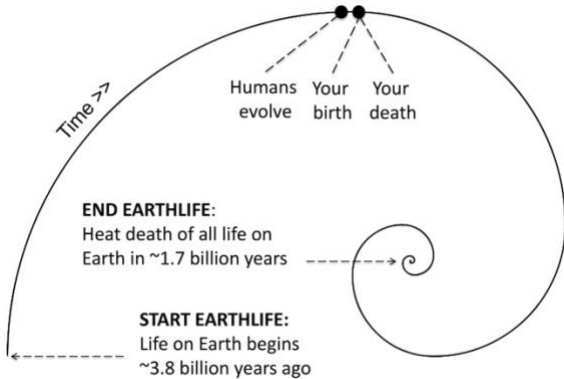 Humans
evolve
Your
birth
Your
death
Time >>
END EARTHLIFE:
Heat death of all life on
Earth in ~1.7 billion years
START EARTHLIFE:
Life on Earth begins
~3.8 billion years ago